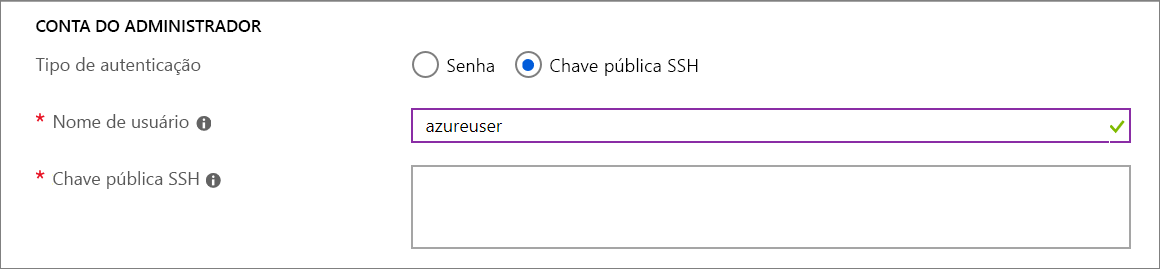 CONTA DO ADMINISTRADOR
Tipo de autenticação Senha Chave pública SSH
* Nome de usuário azureuser
* Chave pública SSH